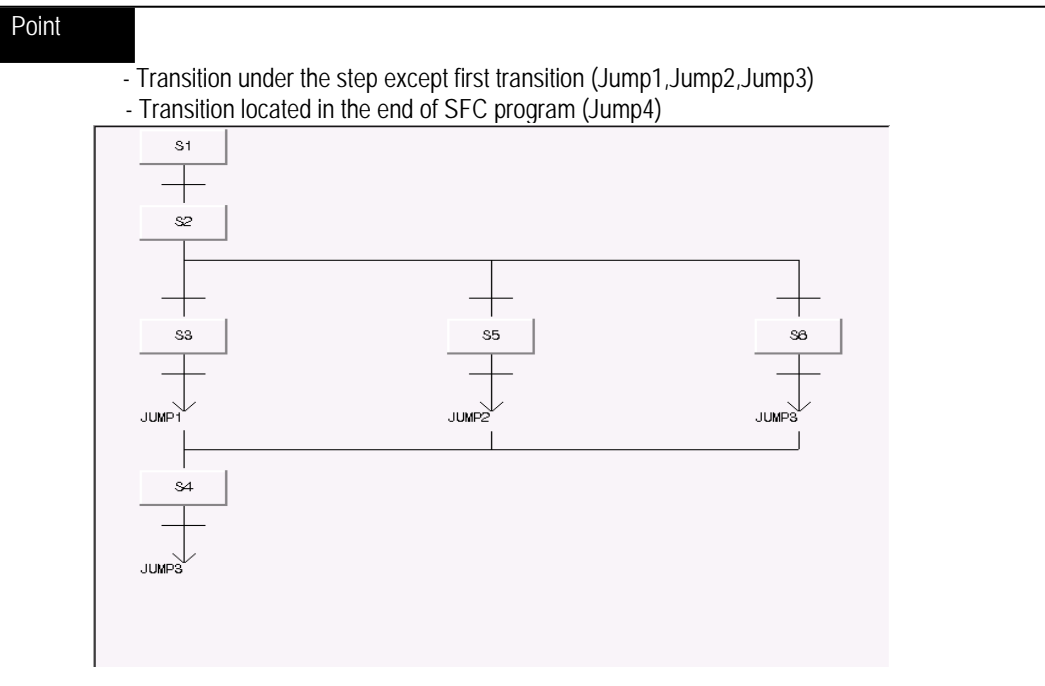 Point
- Transition under the step except first transition (Jump1,Jump2,Jump3)
- Transition located in the end of SFC program (Jump4)
S1
S2
S3 S5 S6
JUMP1 JUMP2 JUMP3
S4
JUMP3